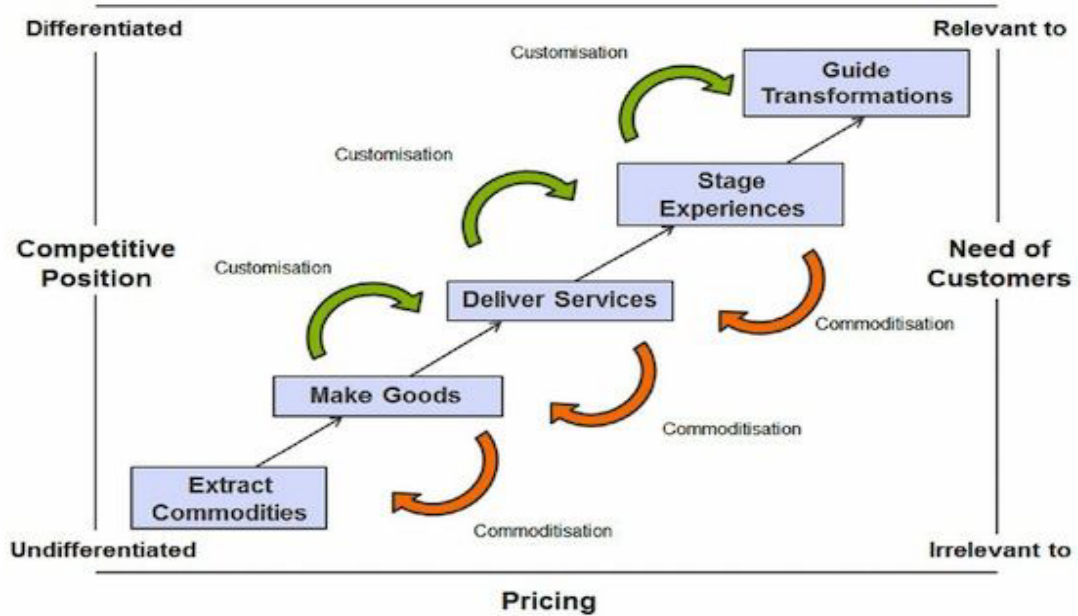 Differentiated
Relevant to
Customisation
Guide
Transformations
Customisation
Stage
Experiences
Competitive
Position
Need of
Customers
Customisation
Deliver Services
Commoditisation
Make Goods
Commoditisation
Extract
Commodities
Commoditisation
Undifferentiated
Irrelevant to
Pricing